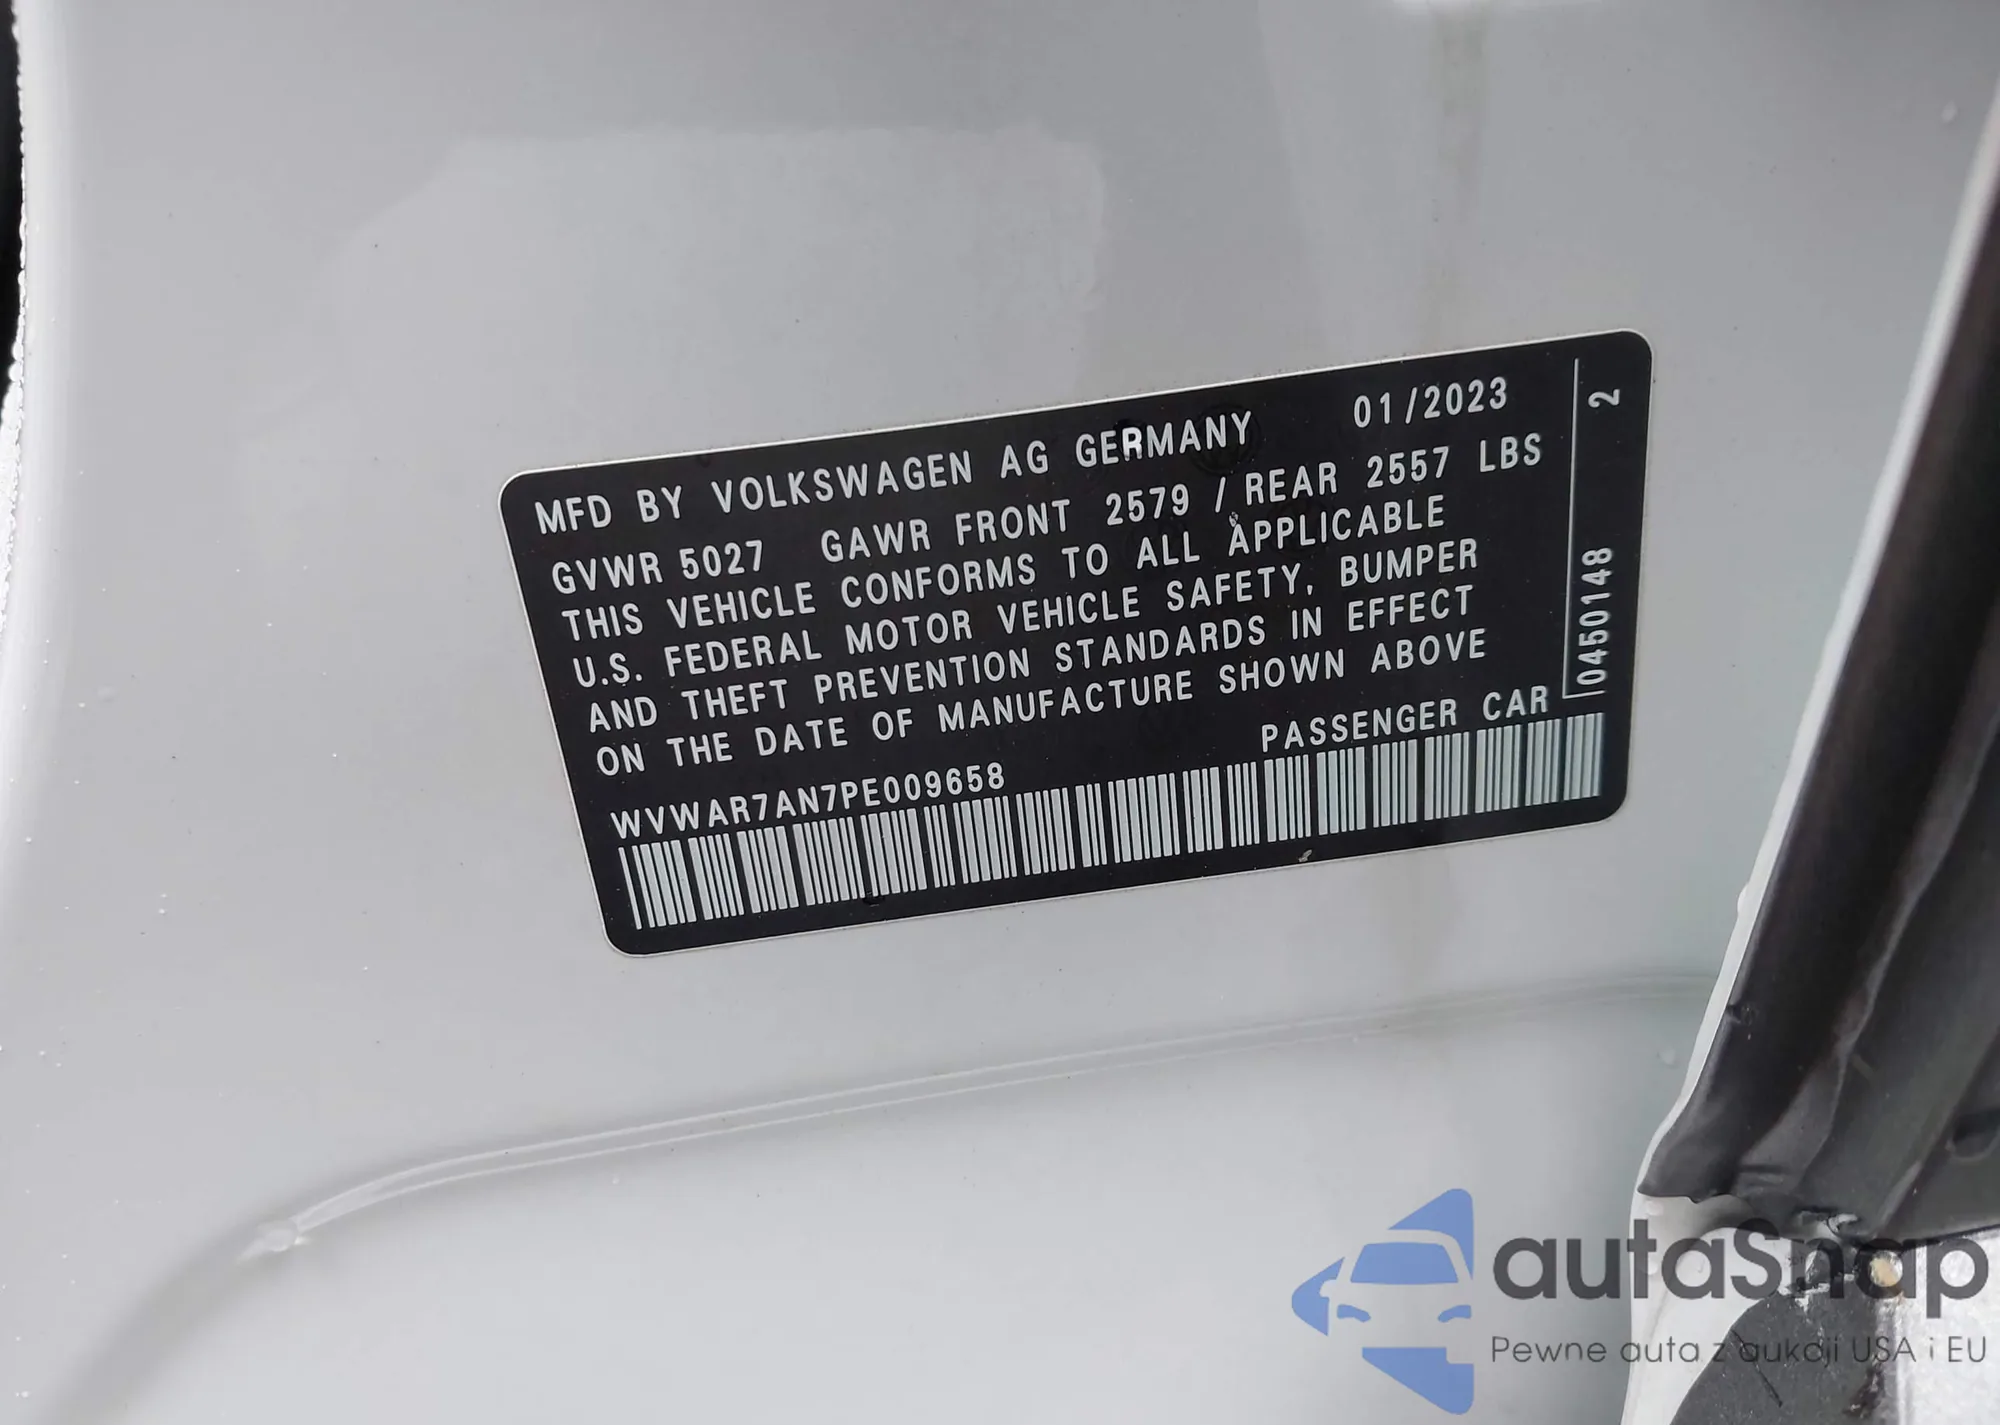 MFD BY VOLKSWAGEN AG GERMANY 01/2023
GVWR 5027 GAWR FRONT 2579 / REAR 2557 LBS
THIS VEHICLE CONFORMS TO ALL APPLICABLE
U.S. FEDERAL MOTOR VEHICLE SAFETY, BUMPER
AND THEFT PREVENTION STANDARDS IN EFFECT
ON THE DATE OF MANUFACTURE SHOWN ABOVE
PASSENGER CAR
WVWAR7AN7PE009658
0450148 2
autaSnap
Pewne auta z aukcji USA i EU